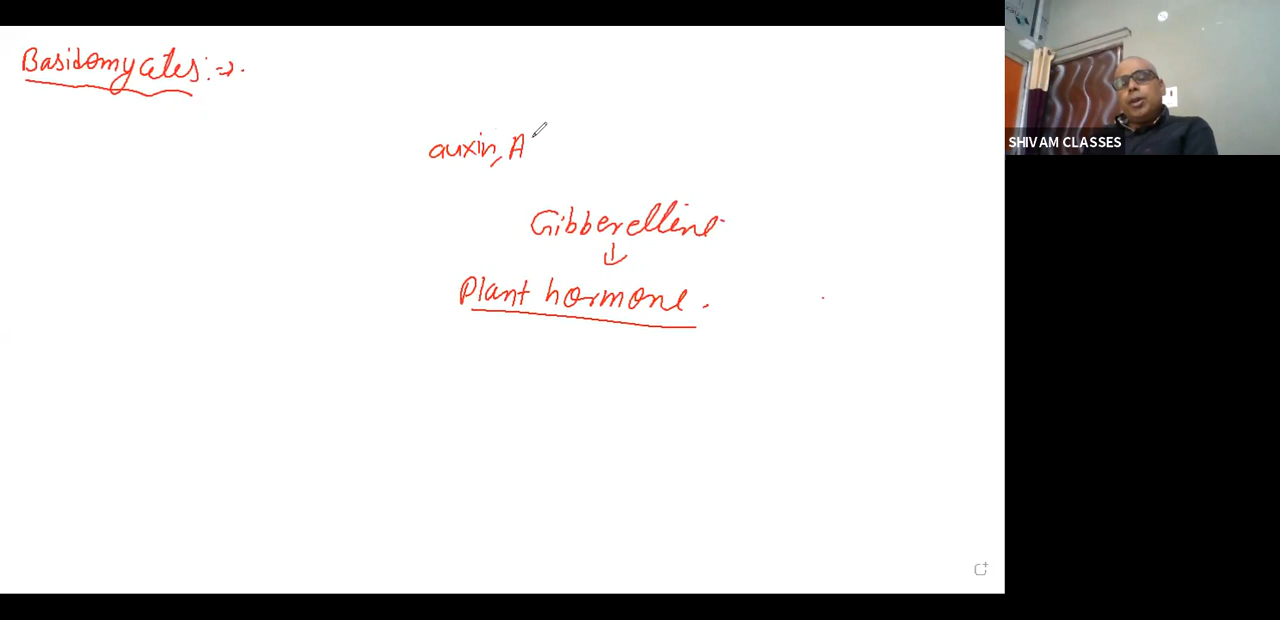 Basidomycetes:⇒.
auxin, A
Gibberelline
↓
Plant hormone.
SHIVAM CLASSES